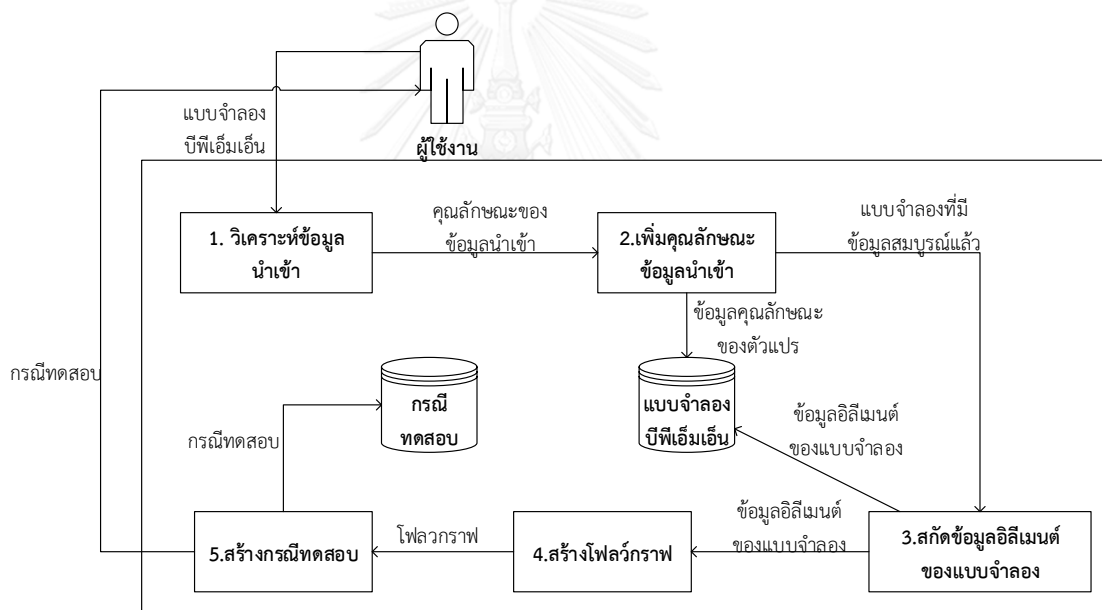 แบบจำลอง
บีพีเอ็มเอ็น
ผู้ใช้งาน
1. วิเคราะห์ข้อมูล
นำเข้า
คุณลักษณะของ
ข้อมูลนำเข้า
2.เพิ่มคุณลักษณะ
ข้อมูลนำเข้า
แบบจำลองที่มี
ข้อมูลสมบูรณ์แล้ว
ข้อมูลคุณลักษณะ
ของตัวแปร
กรณีทดสอบ
กรณี
ทดสอบ
แบบจำลอง
บีพีเอ็มเอ็น
ข้อมูลอิลีเมนต์
ของแบบจำลอง
กรณีทดสอบ
5.สร้างกรณีทดสอบ
โฟลวกราฟ
4.สร้างโฟลว์กราฟ
ข้อมูลอิลีเมนต์
ของแบบจำลอง
3.สกัดข้อมูลอิลีเมนต์
ของแบบจำลอง